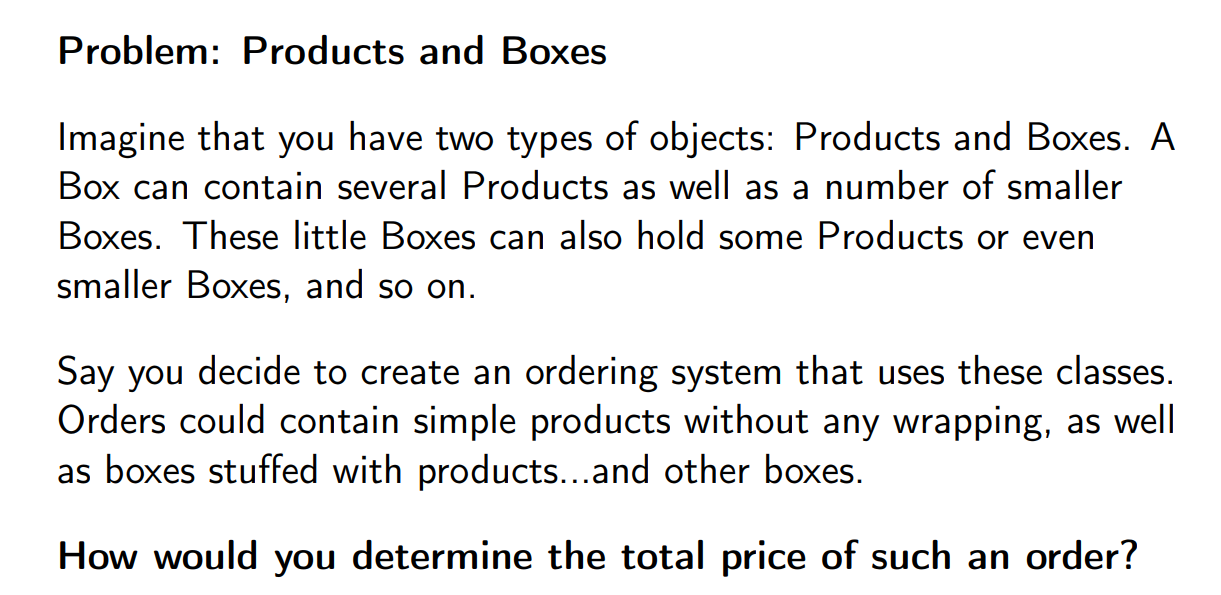 Problem: Products and Boxes
Imagine that you have two types of objects: Products and Boxes. A
Box can contain several Products as well as a number of smaller
Boxes. These little Boxes can also hold some Products or even
smaller Boxes, and so on.
Say you decide to create an ordering system that uses these classes.
Orders could contain simple products without any wrapping, as well
as boxes stuffed with products...and other boxes.
How would you determine the total price of such an order?